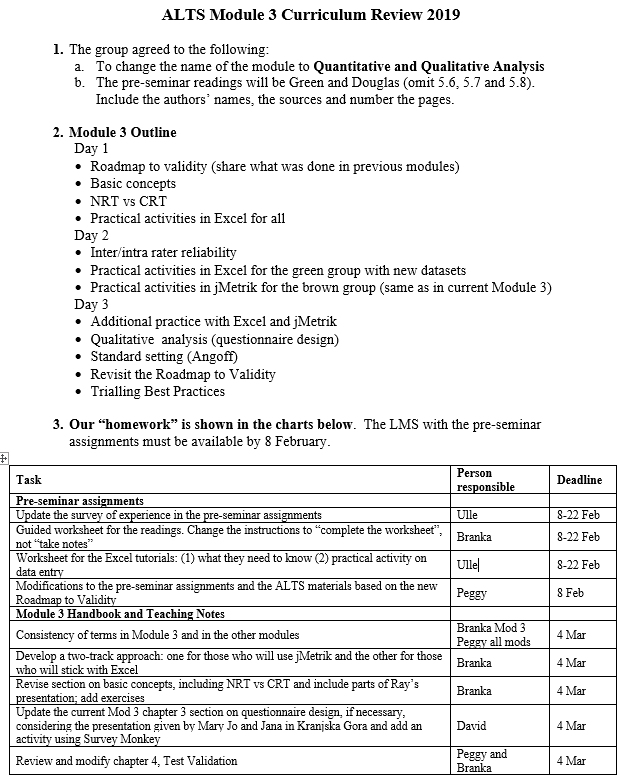 ALTS Module 3 Curriculum Review 2019
1. The group agreed to the following:
a. To change the name of the module to Quantitative and Qualitative Analysis
b. The pre-seminar readings will be Green and Douglas (omit 5.6, 5.7 and 5.8).
Include the authors’ names, the sources and number the pages.
2. Module 3 Outline
Day 1
• Roadmap to validity (share what was done in previous modules)
• Basic concepts
• NRT vs CRT
• Practical activities in Excel for all
Day 2
• Inter/intra rater reliability
• Practical activities in Excel for the green group with new datasets
• Practical activities in jMetrik for the brown group (same as in current Module 3)
Day 3
• Additional practice with Excel and jMetrik
• Qualitative analysis (questionnaire design)
• Standard setting (Angoff)
• Revisit the Roadmap to Validity
• Trialling Best Practices
3. Our “homework” is shown in the charts below. The LMS with the pre-seminar
assignments must be available by 8 February.
Task
Person
responsible
Deadline
Pre-seminar assignments
Update the survey of experience in the pre-seminar assignments
Ulle
8-22 Feb
Guided worksheet for the readings. Change the instructions to “complete the worksheet”,
not “take notes”
Branka
8-22 Feb
Worksheet for the Excel tutorials: (1) what they need to know (2) practical activity on
data entry
Ulle
8-22 Feb
Modifications to the pre-seminar assignments and the ALTS materials based on the new
Roadmap to Validity
Peggy
8 Feb
Module 3 Handbook and Teaching Notes
Consistency of terms in Module 3 and in the other modules
Branka Mod 3
Peggy all mods
4 Mar
Develop a two-track approach: one for those who will use jMetrik and the other for those
who will stick with Excel
Branka
4 Mar
Revise section on basic concepts, including NRT vs CRT and include parts of Ray’s
presentation; add exercises
Branka
4 Mar
Update the current Mod 3 chapter 3 section on questionnaire design, if necessary,
considering the presentation given by Mary Jo and Jana in Kranjska Gora and add an
activity using Survey Monkey
David
4 Mar
Review and modify chapter 4, Test Validation
Peggy and
Branka
4 Mar